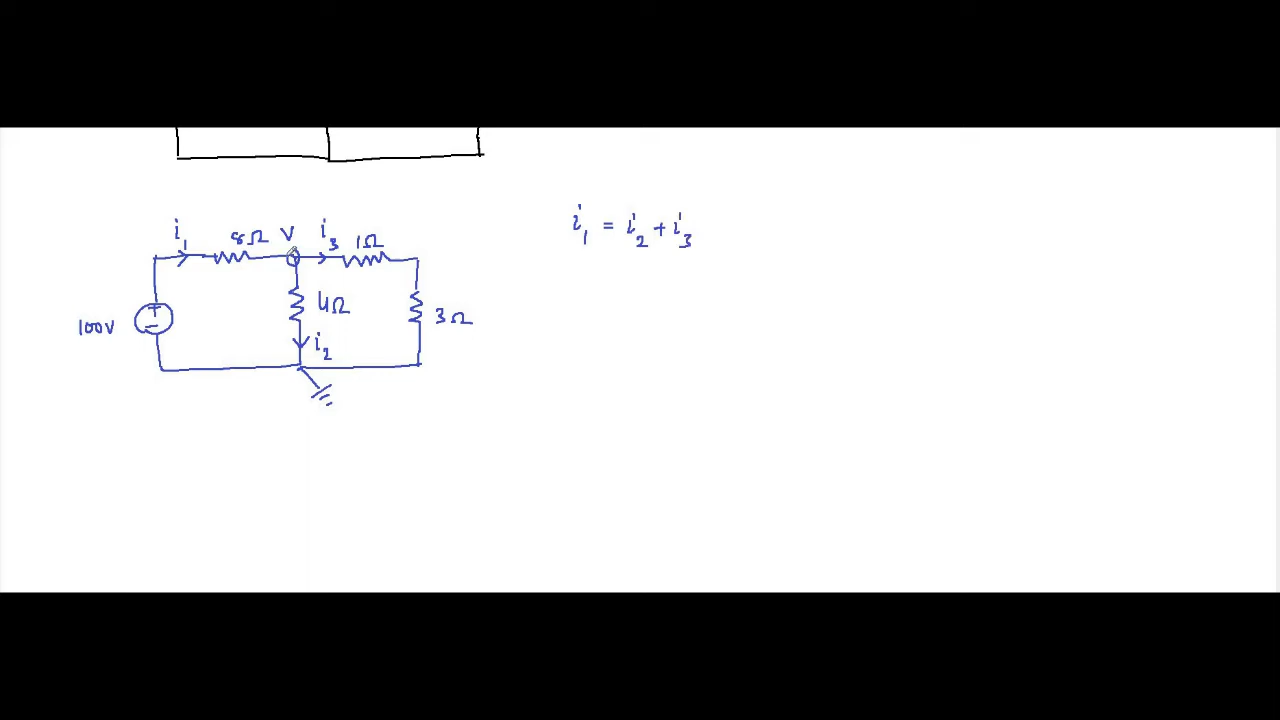 i₁ 8Ω V i₃ 1Ω
i₁ = i₂ + i₃
100V + − 4Ω 3Ω
i₂